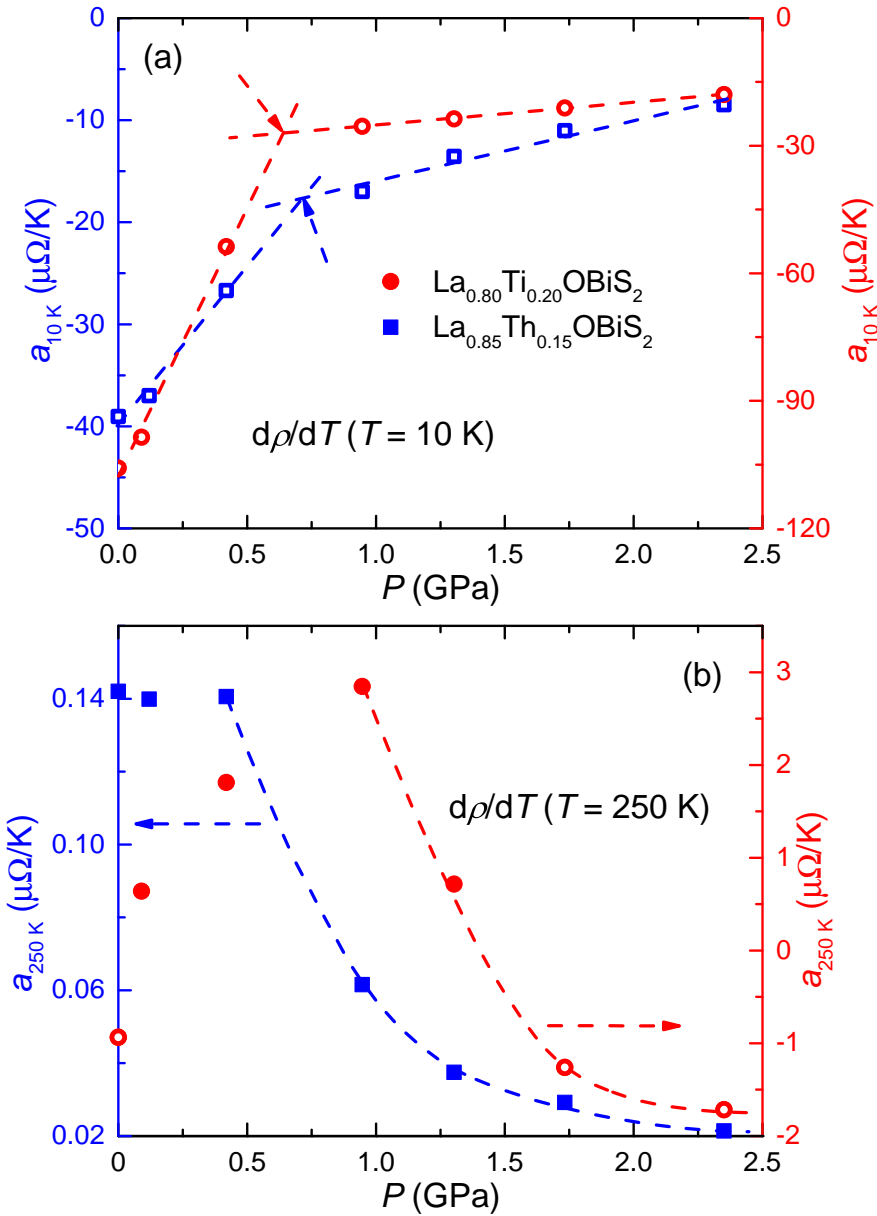 (a)
0
-10
-20
-30
-40
-50
a10 K (μΩ/K)
0
-30
-60
-90
-120
a10 K (μΩ/K)
La0.80Ti0.20OBiS2
La0.85Th0.15OBiS2
dρ/dT (T = 10 K)
0.0 0.5 1.0 1.5 2.0 2.5
P (GPa)
(b)
0.14
0.10
0.06
0.02
a250 K (μΩ/K)
3
2
1
0
-1
-2
a250 K (μΩ/K)
dρ/dT (T = 250 K)
0 0.5 1.0 1.5 2.0 2.5
P (GPa)